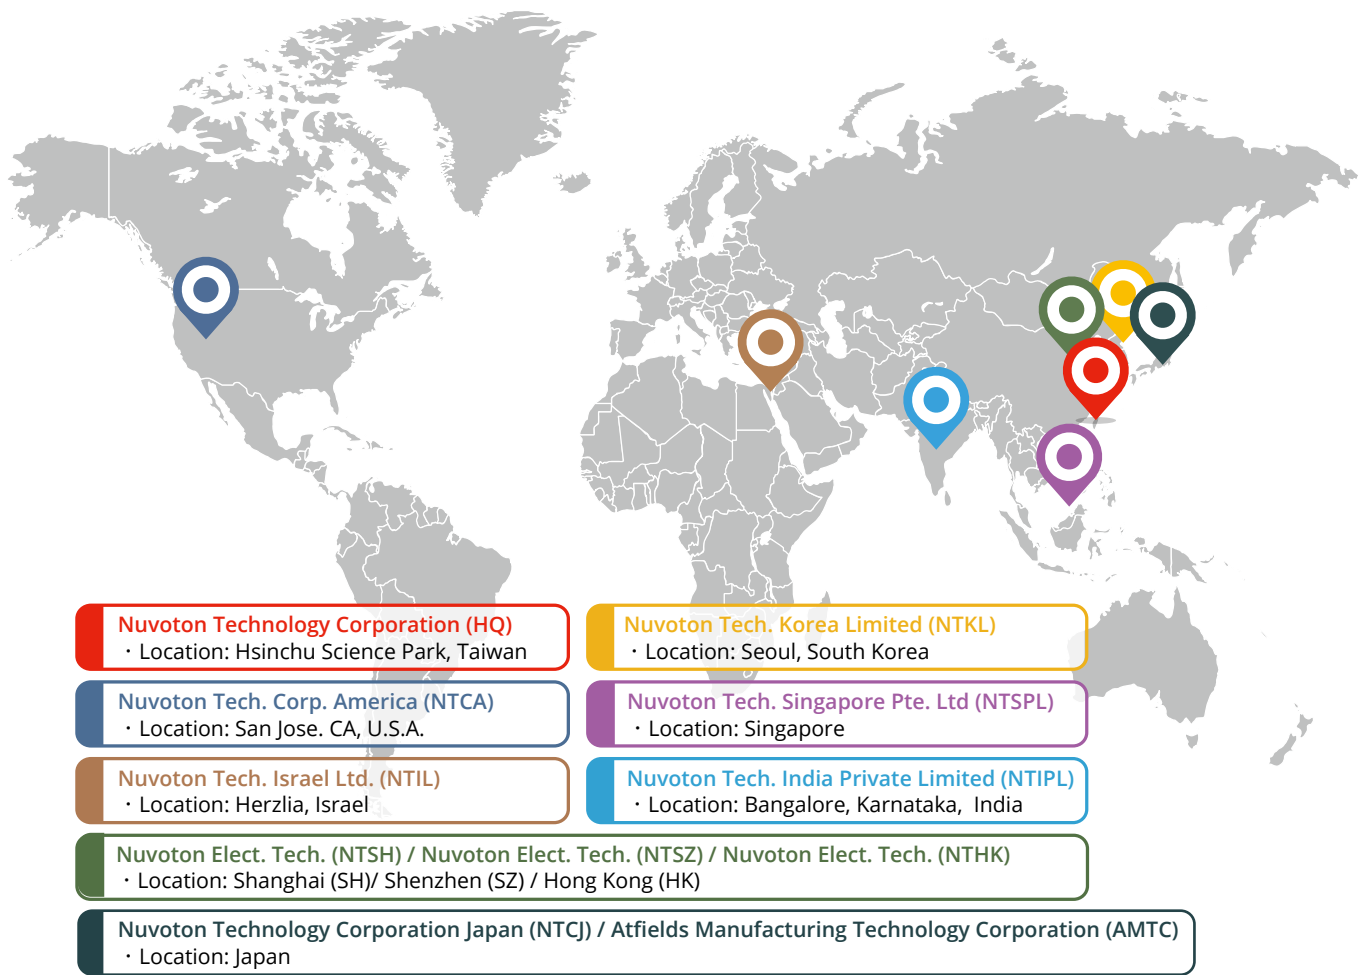 Nuvoton Technology Corporation (HQ)
· Location: Hsinchu Science Park, Taiwan
Nuvoton Tech. Korea Limited (NTKL)
· Location: Seoul, South Korea
Nuvoton Tech. Corp. America (NTCA)
· Location: San Jose. CA, U.S.A.
Nuvoton Tech. Singapore Pte. Ltd (NTSPL)
· Location: Singapore
Nuvoton Tech. Israel Ltd. (NTIL)
· Location: Herzlia, Israel
Nuvoton Tech. India Private Limited (NTIPL)
· Location: Bangalore, Karnataka, India
Nuvoton Elect. Tech. (NTSH) / Nuvoton Elect. Tech. (NTSZ) / Nuvoton Elect. Tech. (NTHK)
· Location: Shanghai (SH)/ Shenzhen (SZ) / Hong Kong (HK)
Nuvoton Technology Corporation Japan (NTCJ) / Atfields Manufacturing Technology Corporation (AMTC)
· Location: Japan